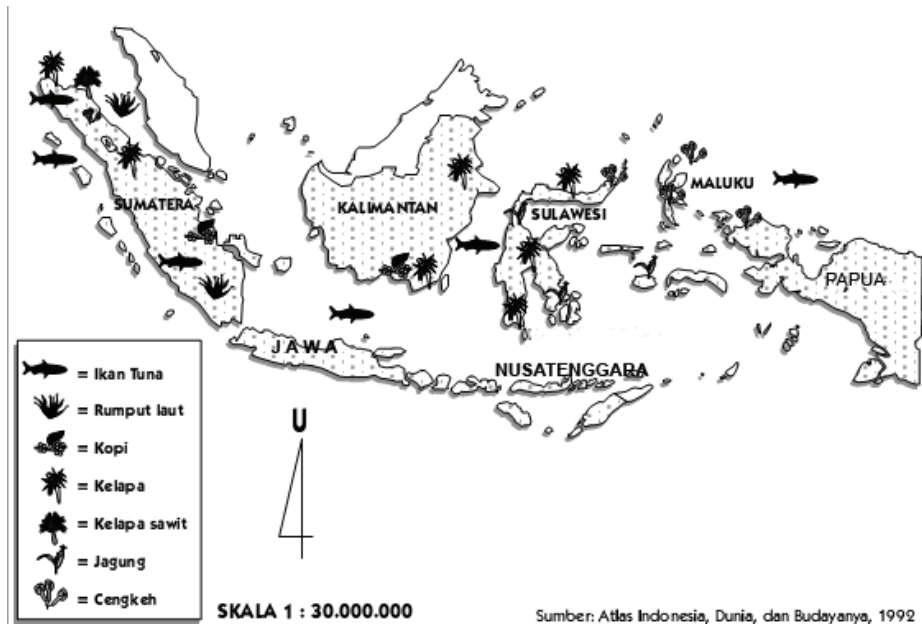 SUMATERA
KALIMANTAN
SULAWESI
MALUKU
PAPUA
JAWA
NUSATENGGARA
= Ikan Tuna
= Rumput laut
= Kopi
= Kelapa
= Kelapa sawit
= Jagung
= Cengkeh
U
SKALA 1 : 30.000.000
Sumber: Atlas Indonesia, Dunia, dan Budayanya, 1992